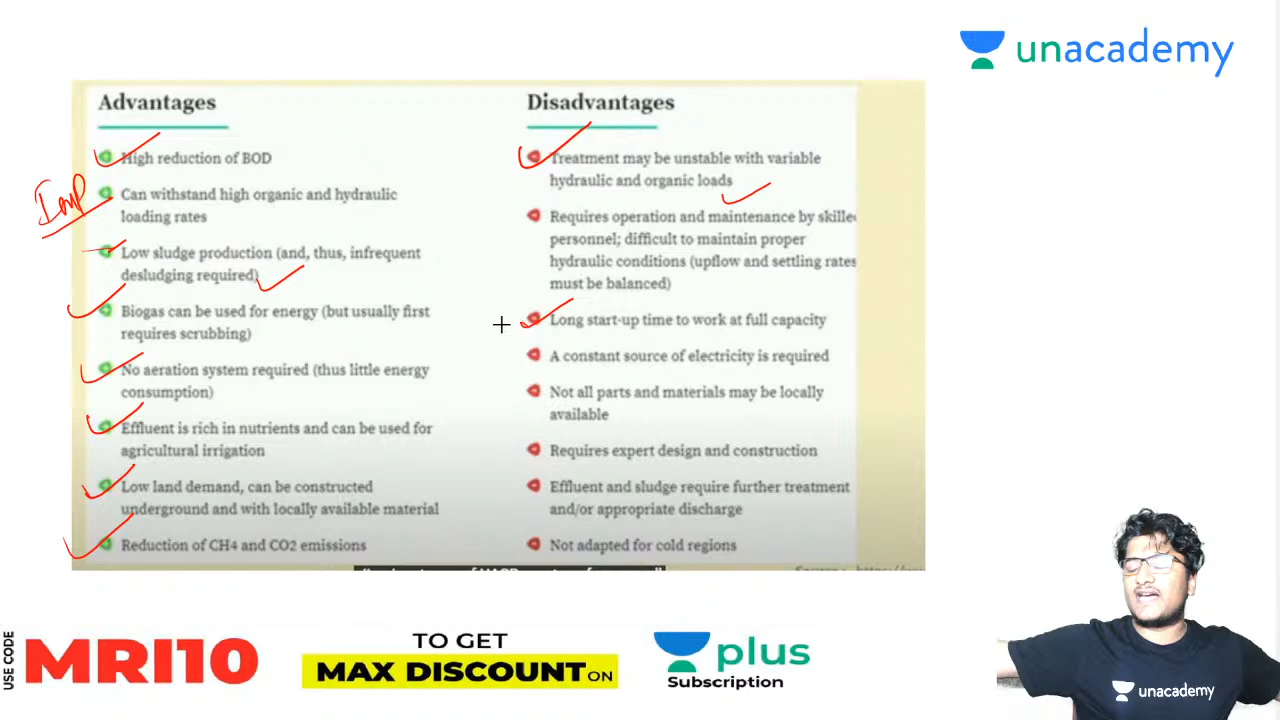 unacademy
Advantages
High reduction of BOD
Imp
Can withstand high organic and hydraulic
loading rates
Low sludge production (and, thus, infrequent
desludging required)
Biogas can be used for energy (but usually first
requires scrubbing)
No aeration system required (thus little energy
consumption)
Effluent is rich in nutrients and can be used for
agricultural irrigation
Low land demand, can be constructed
underground and with locally available material
Reduction of CH4 and CO2 emissions
Disadvantages
Treatment may be unstable with variable
hydraulic and organic loads
Requires operation and maintenance by skille
personnel; difficult to maintain proper
hydraulic conditions (upflow and settling rates
must be balanced)
Long start-up time to work at full capacity
A constant source of electricity is required
Not all parts and materials may be locally
available
Requires expert design and construction
Effluent and sludge require further treatment
and/or appropriate discharge
Not adapted for cold regions
USE CODE
MRI10
TO GET
MAX DISCOUNT ON
plus
Subscription
unacademy